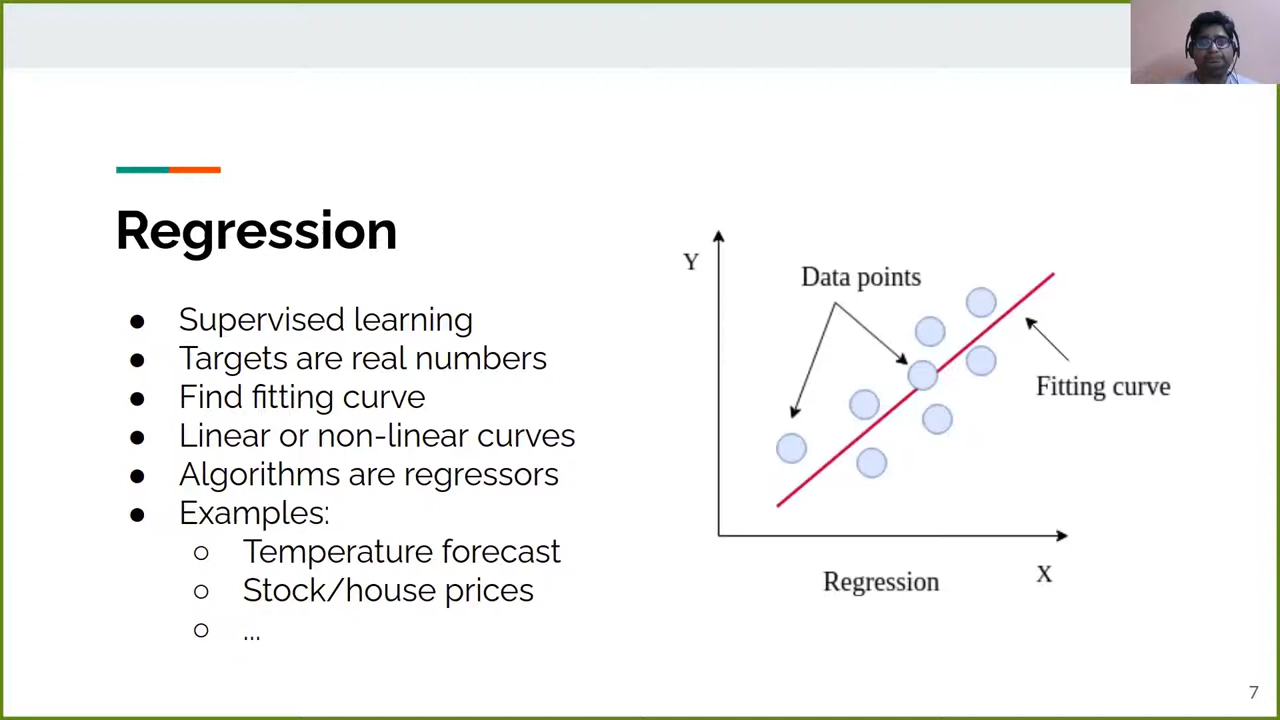 Regression
● Supervised learning
● Targets are real numbers
● Find fitting curve
● Linear or non-linear curves
● Algorithms are regressors
● Examples:
○ Temperature forecast
○ Stock/house prices
○ ...
Y
Data points
Fitting curve
X
Regression
7